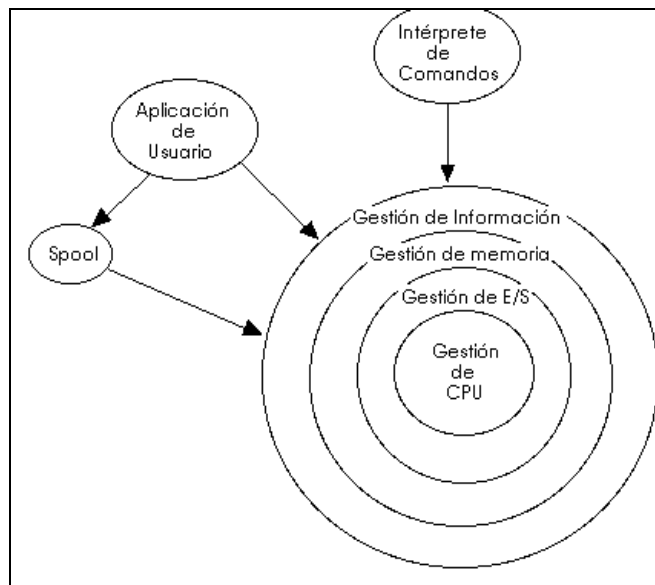 Intérprete
de
Comandos
Aplicación
de
Usuario
Spool
Gestión de Información
Gestión de memoria
Gestión de E/S
Gestión
de
CPU